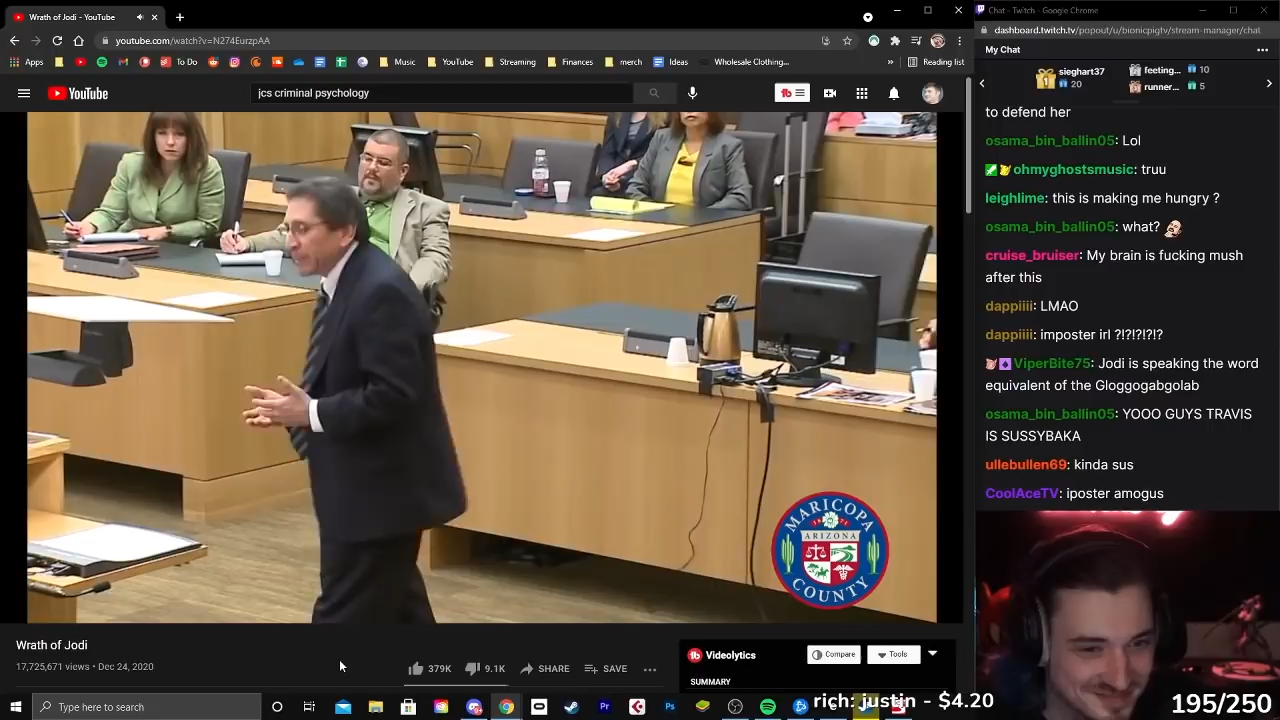 Wrath of Jodi - YouTube
youtube.com/watch?v=N274EurzpAA
Apps
To Do
Music
YouTube
Streaming
Finances
merch
Ideas
Wholesale Clothing...
Reading list
YouTube
jcs criminal psychology
MARICOPA
ARIZONA
COUNTY
Wrath of Jodi
17,725,671 views • Dec 24, 2020
379K
9.1K
SHARE
SAVE
Videolytics
Compare
Tools
SUMMARY
Type here to search
Chat - Twitch - Google Chrome
dashboard.twitch.tv/popout/u/bionicpigtv/stream-manager/chat
My Chat
sieghart37
20
feeting... 10
runner... 5
to defend her
osama_bin_ballin05: Lol
ohmyghostsmusic: truu
leighlime: this is making me hungry ?
osama_bin_ballin05: what?
cruise_bruiser: My brain is fucking mush
after this
dappiiii: LMAO
dappiiii: imposter irl ?!?!?!?!?
ViperBite75: Jodi is speaking the word
equivalent of the Gloggogabgolab
osama_bin_ballin05: YOOO GUYS TRAVIS
IS SUSSYBAKA
ullebullen69: kinda sus
CoolAceTV: iposter amogus
rich: justin - $4.20
195/250